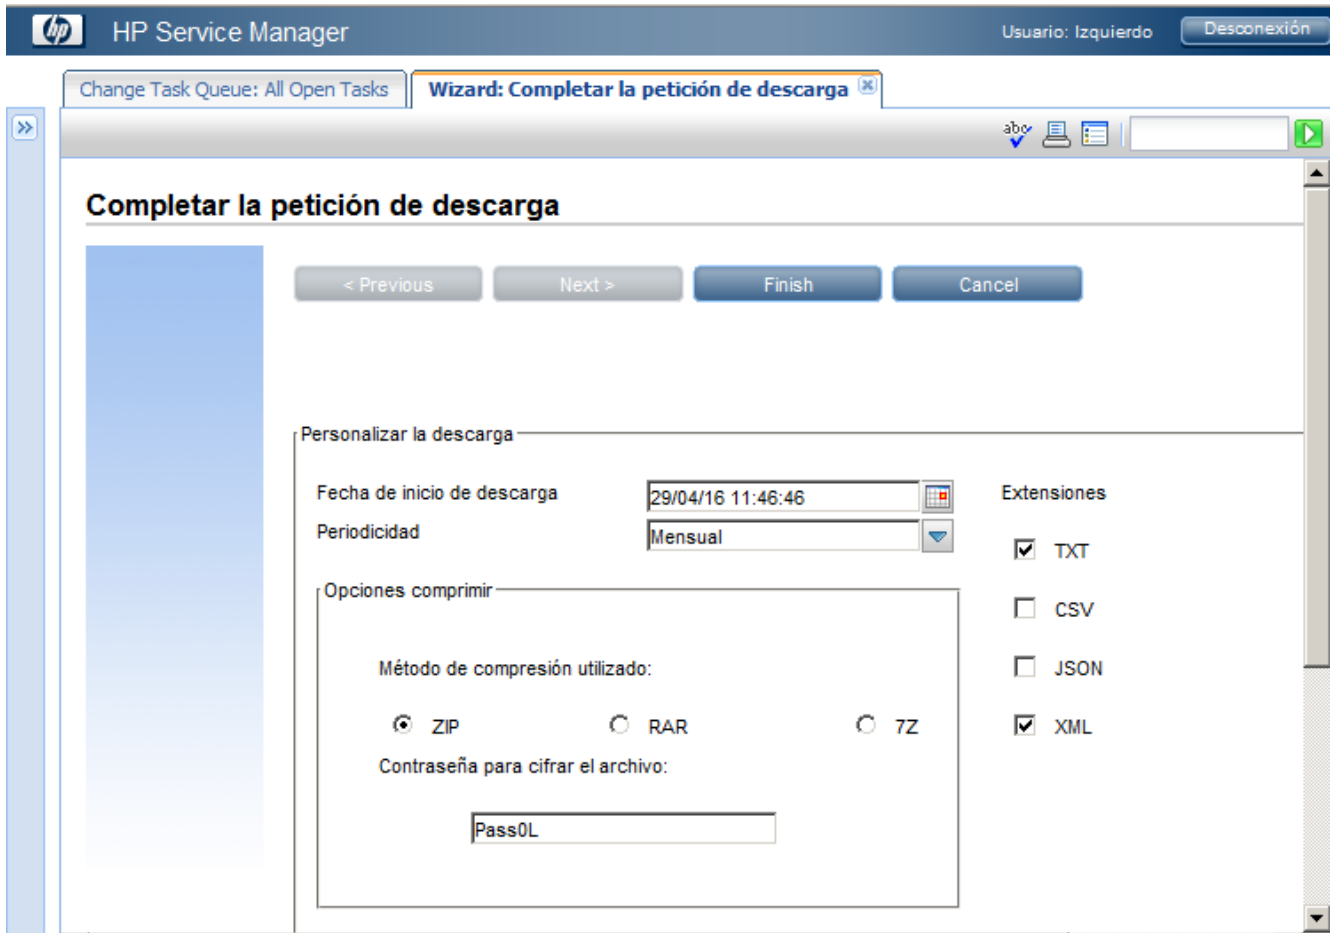 hp HP Service Manager Usuario: Izquierdo Desconexión
Change Task Queue: All Open Tasks Wizard: Completar la petición de descarga
abc
Completar la petición de descarga
< Previous Next > Finish Cancel
Personalizar la descarga
Fecha de inicio de descarga 29/04/16 11:46:46 Extensiones
Periodicidad Mensual
TXT
Opciones comprimir
CSV
Método de compresión utilizado: JSON
ZIP RAR 7Z XML
Contraseña para cifrar el archivo:
Pass0L